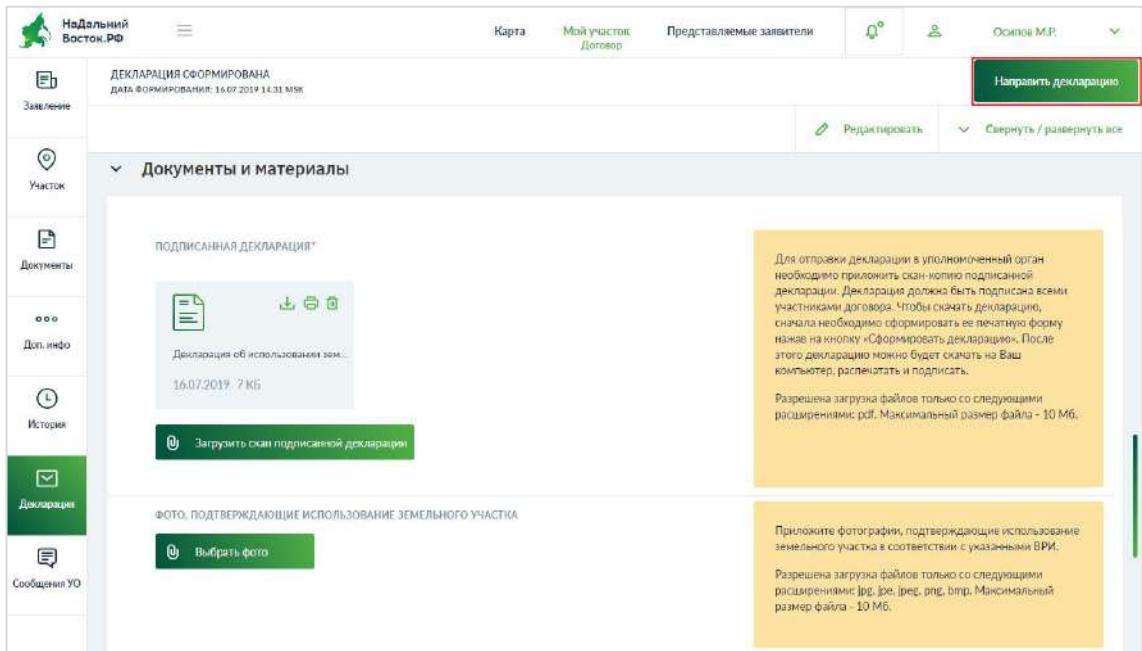 НаДальний
Восток.РФ
Карта
Мой участок
Договор
Представляемые заявители
Осипов М.Р.
Заявление
ДЕКЛАРАЦИЯ СФОРМИРОВАНА
ДАТА ФОРМИРОВАНИЯ: 16.07.2019 14:31 MSK
Направить декларацию
Редактировать
Свернуть / развернуть все
Участок
Документы и материалы
Документы
Доп. инфо
История
Декларация
Сообщения УО
ПОДПИСАННАЯ ДЕКЛАРАЦИЯ*
Декларация об использовании зем...
16.07.2019 7 КБ
Загрузить скан подписанной декларации
Для отправки декларации в уполномоченный орган
необходимо приложить скан-копию подписанной
декларации. Декларация должна быть подписана всеми
участниками договора. Чтобы скачать декларацию,
сначала необходимо сформировать ее печатную форму
нажав на кнопку «Сформировать декларацию». После
этого декларацию можно будет скачать на Ваш
компьютер, распечатать и подписать.
Разрешена загрузка файлов только со следующими
расширениями: pdf. Максимальный размер файла - 10 Мб.
ФОТО, ПОДТВЕРЖДАЮЩИЕ ИСПОЛЬЗОВАНИЕ ЗЕМЕЛЬНОГО УЧАСТКА
Выбрать фото
Приложите фотографии, подтверждающие использование
земельного участка в соответствии с указанными ВРИ.
Разрешена загрузка файлов только со следующими
расширениями: jpg, jpe, jpeg, png, bmp. Максимальный
размер файла - 10 Мб.